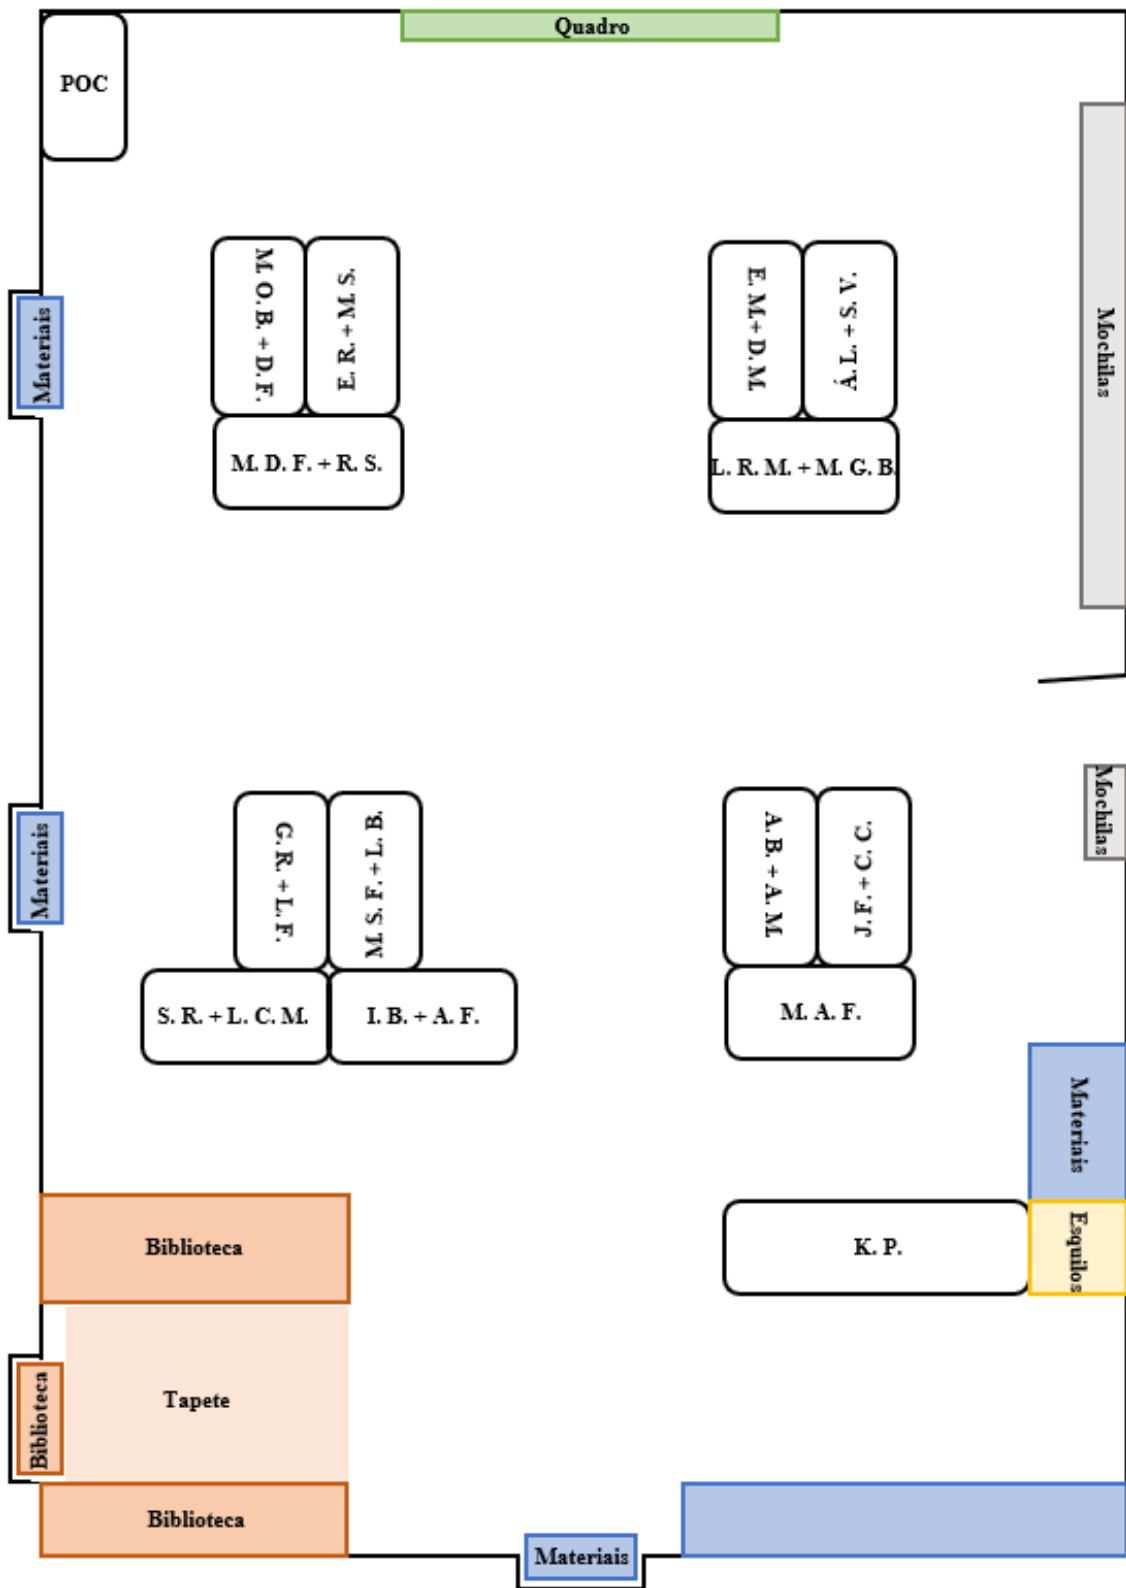 Quadro
POC
Mochilas
Materiais
M. O. B. + D. F.
E. R. + M. S.
M. D. F. + R. S.
E. M + D. M
Á. L. + S. V.
L. R. M. + M. G. B.
Mochilas
Materiais
G. R. + L. F.
M. S. F. + L. B.
S. R. + L. C. M.
I. B. + A. F.
A. B. + A. M.
J. F. + C. C.
M. A. F.
Materiais
Biblioteca
K. P.
Esquilos
Biblioteca
Tapete
Biblioteca
Materiais